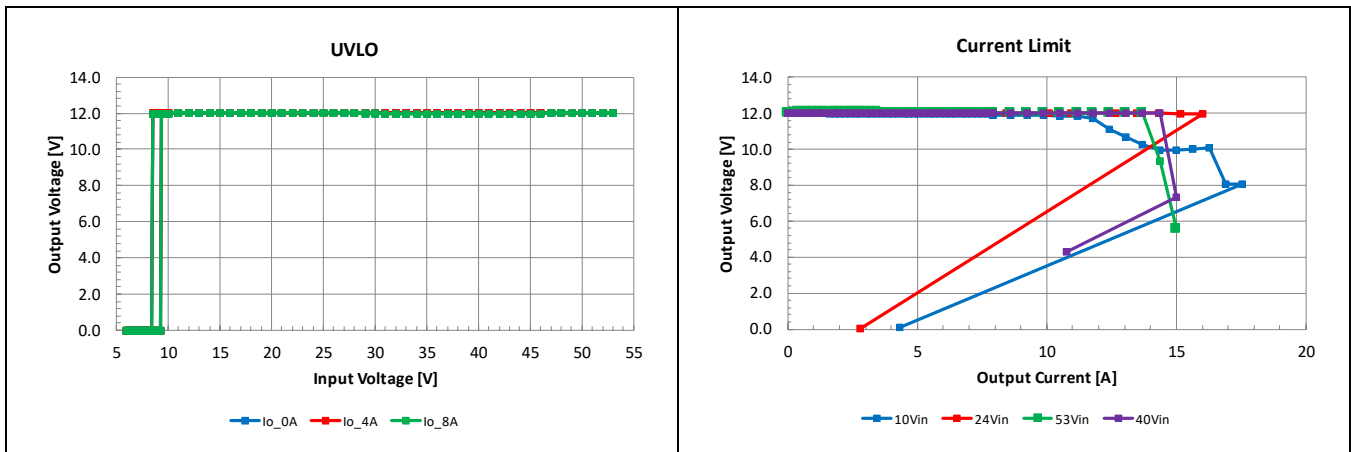 UVLO
14.0
12.0
10.0
8.0
6.0
4.0
2.0
0.0
Output Voltage [V]
5 10 15 20 25 30 35 40 45 50 55
Input Voltage [V]
Io_0A Io_4A Io_8A
Current Limit
14.0
12.0
10.0
8.0
6.0
4.0
2.0
0.0
Output Voltage [V]
0 5 10 15 20
Output Current [A]
10Vin 24Vin 53Vin 40Vin